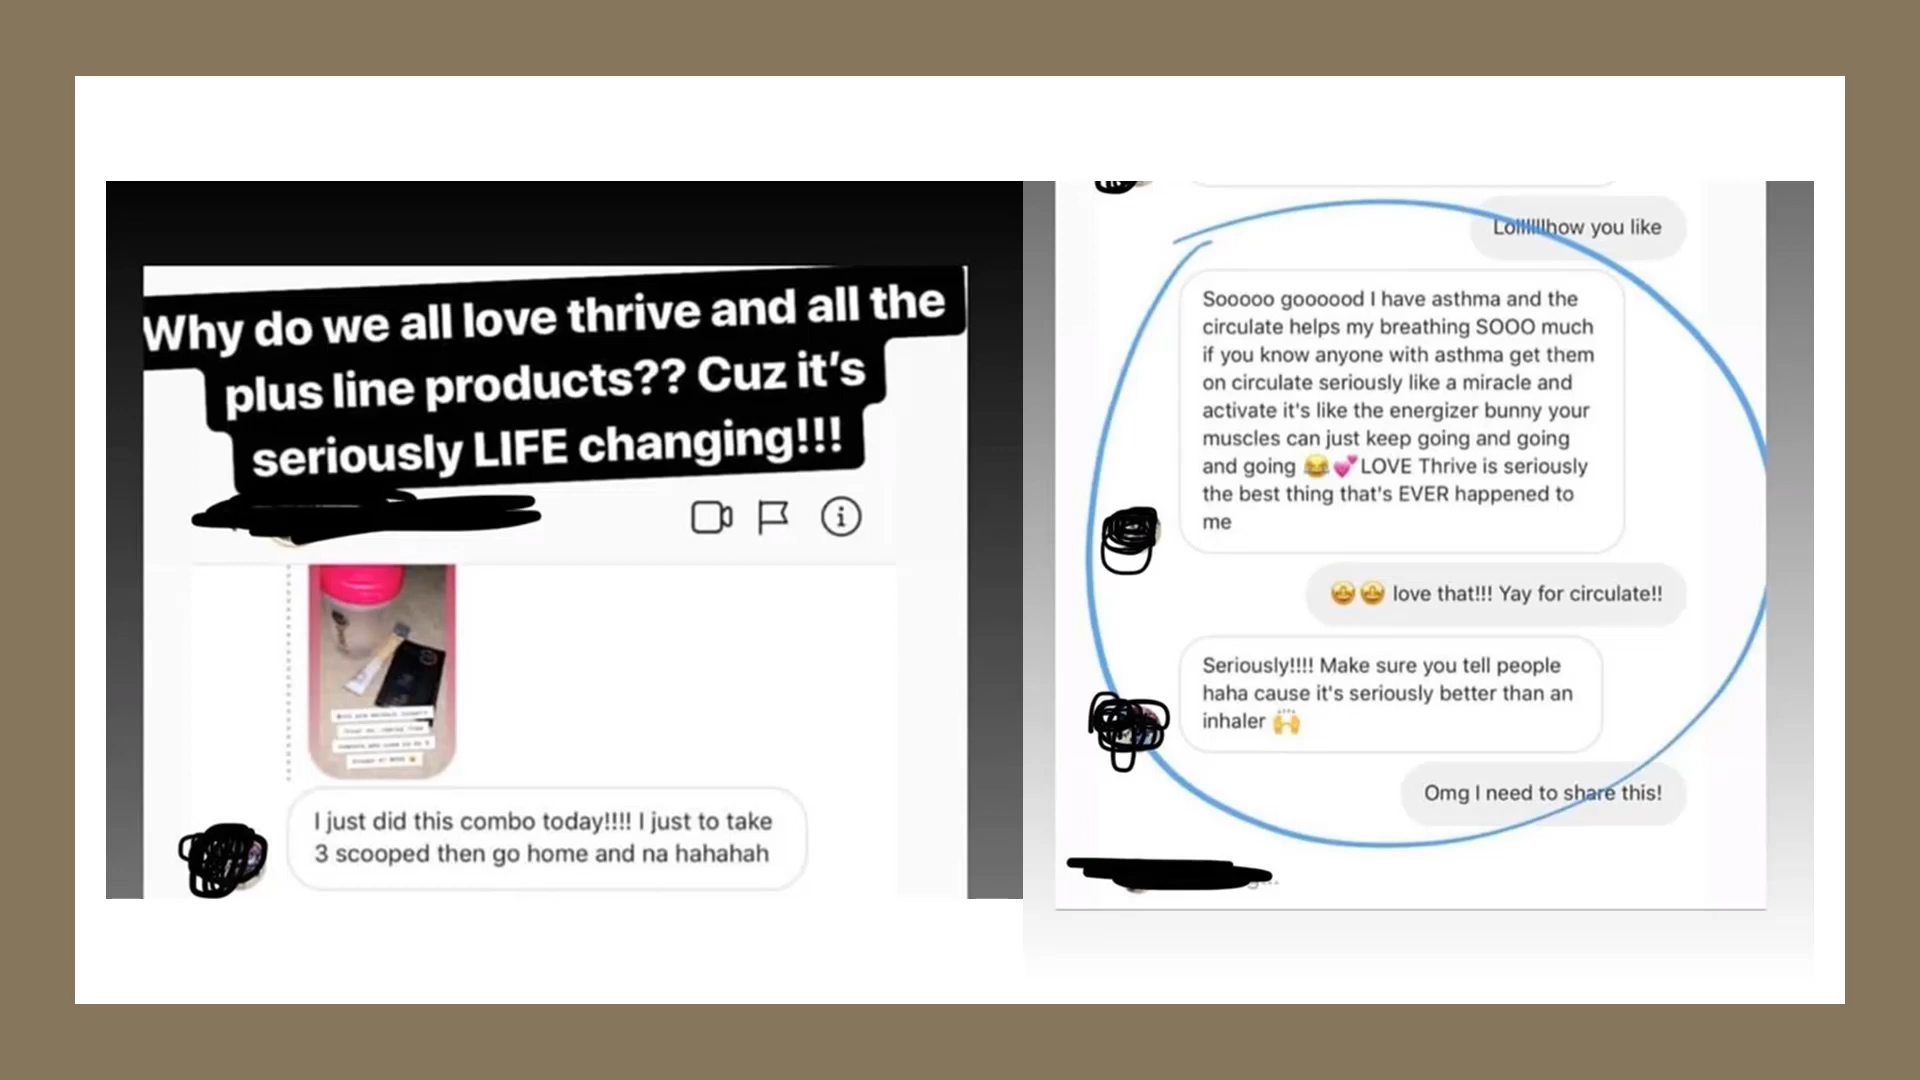 Why do we all love thrive and all the
plus line products?? Cuz it's
seriously LIFE changing!!!
I just did this combo today!!!! I just to take
3 scooped then go home and na hahahah
Lolllllllhow you like
Sooooo goooood I have asthma and the
circulate helps my breathing SOOO much
if you know anyone with asthma get them
on circulate seriously like a miracle and
activate it's like the energizer bunny your
muscles can just keep going and going
and going 😂💕LOVE Thrive is seriously
the best thing that's EVER happened to
me
🤩🤩 love that!!! Yay for circulate!!
Seriously!!!! Make sure you tell people
haha cause it's seriously better than an
inhaler 🙌
Omg I need to share this!